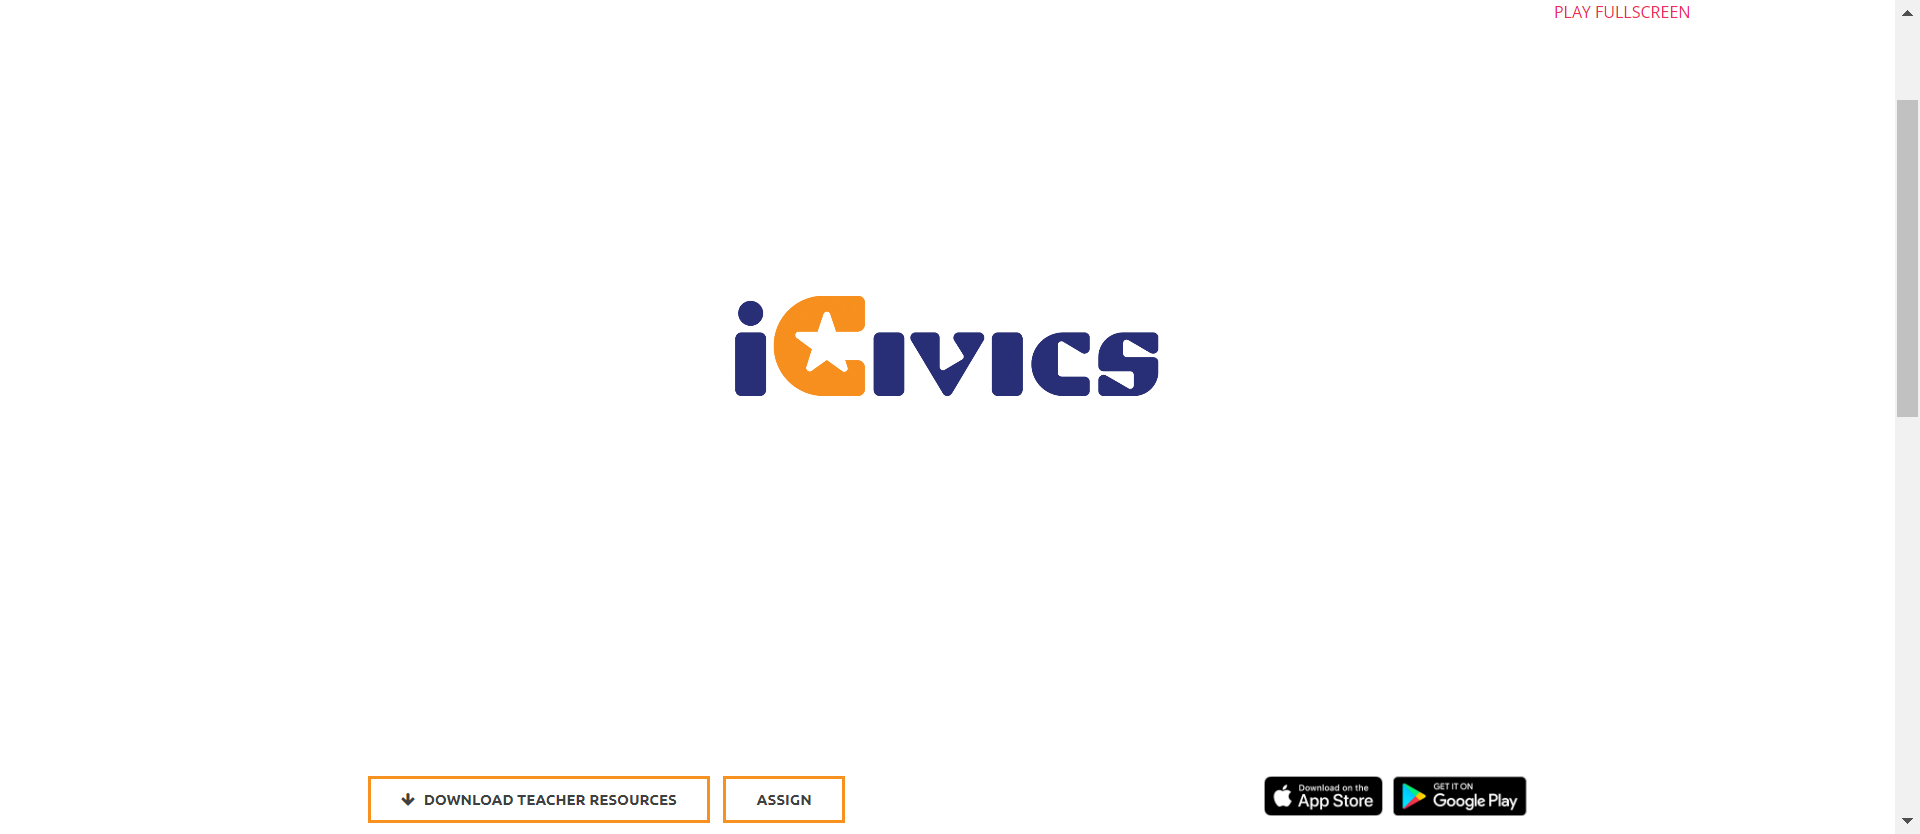 PLAY FULLSCREEN
iCIVICS
DOWNLOAD TEACHER RESOURCES
ASSIGN
Download on the
App Store
GET IT ON
Google Play